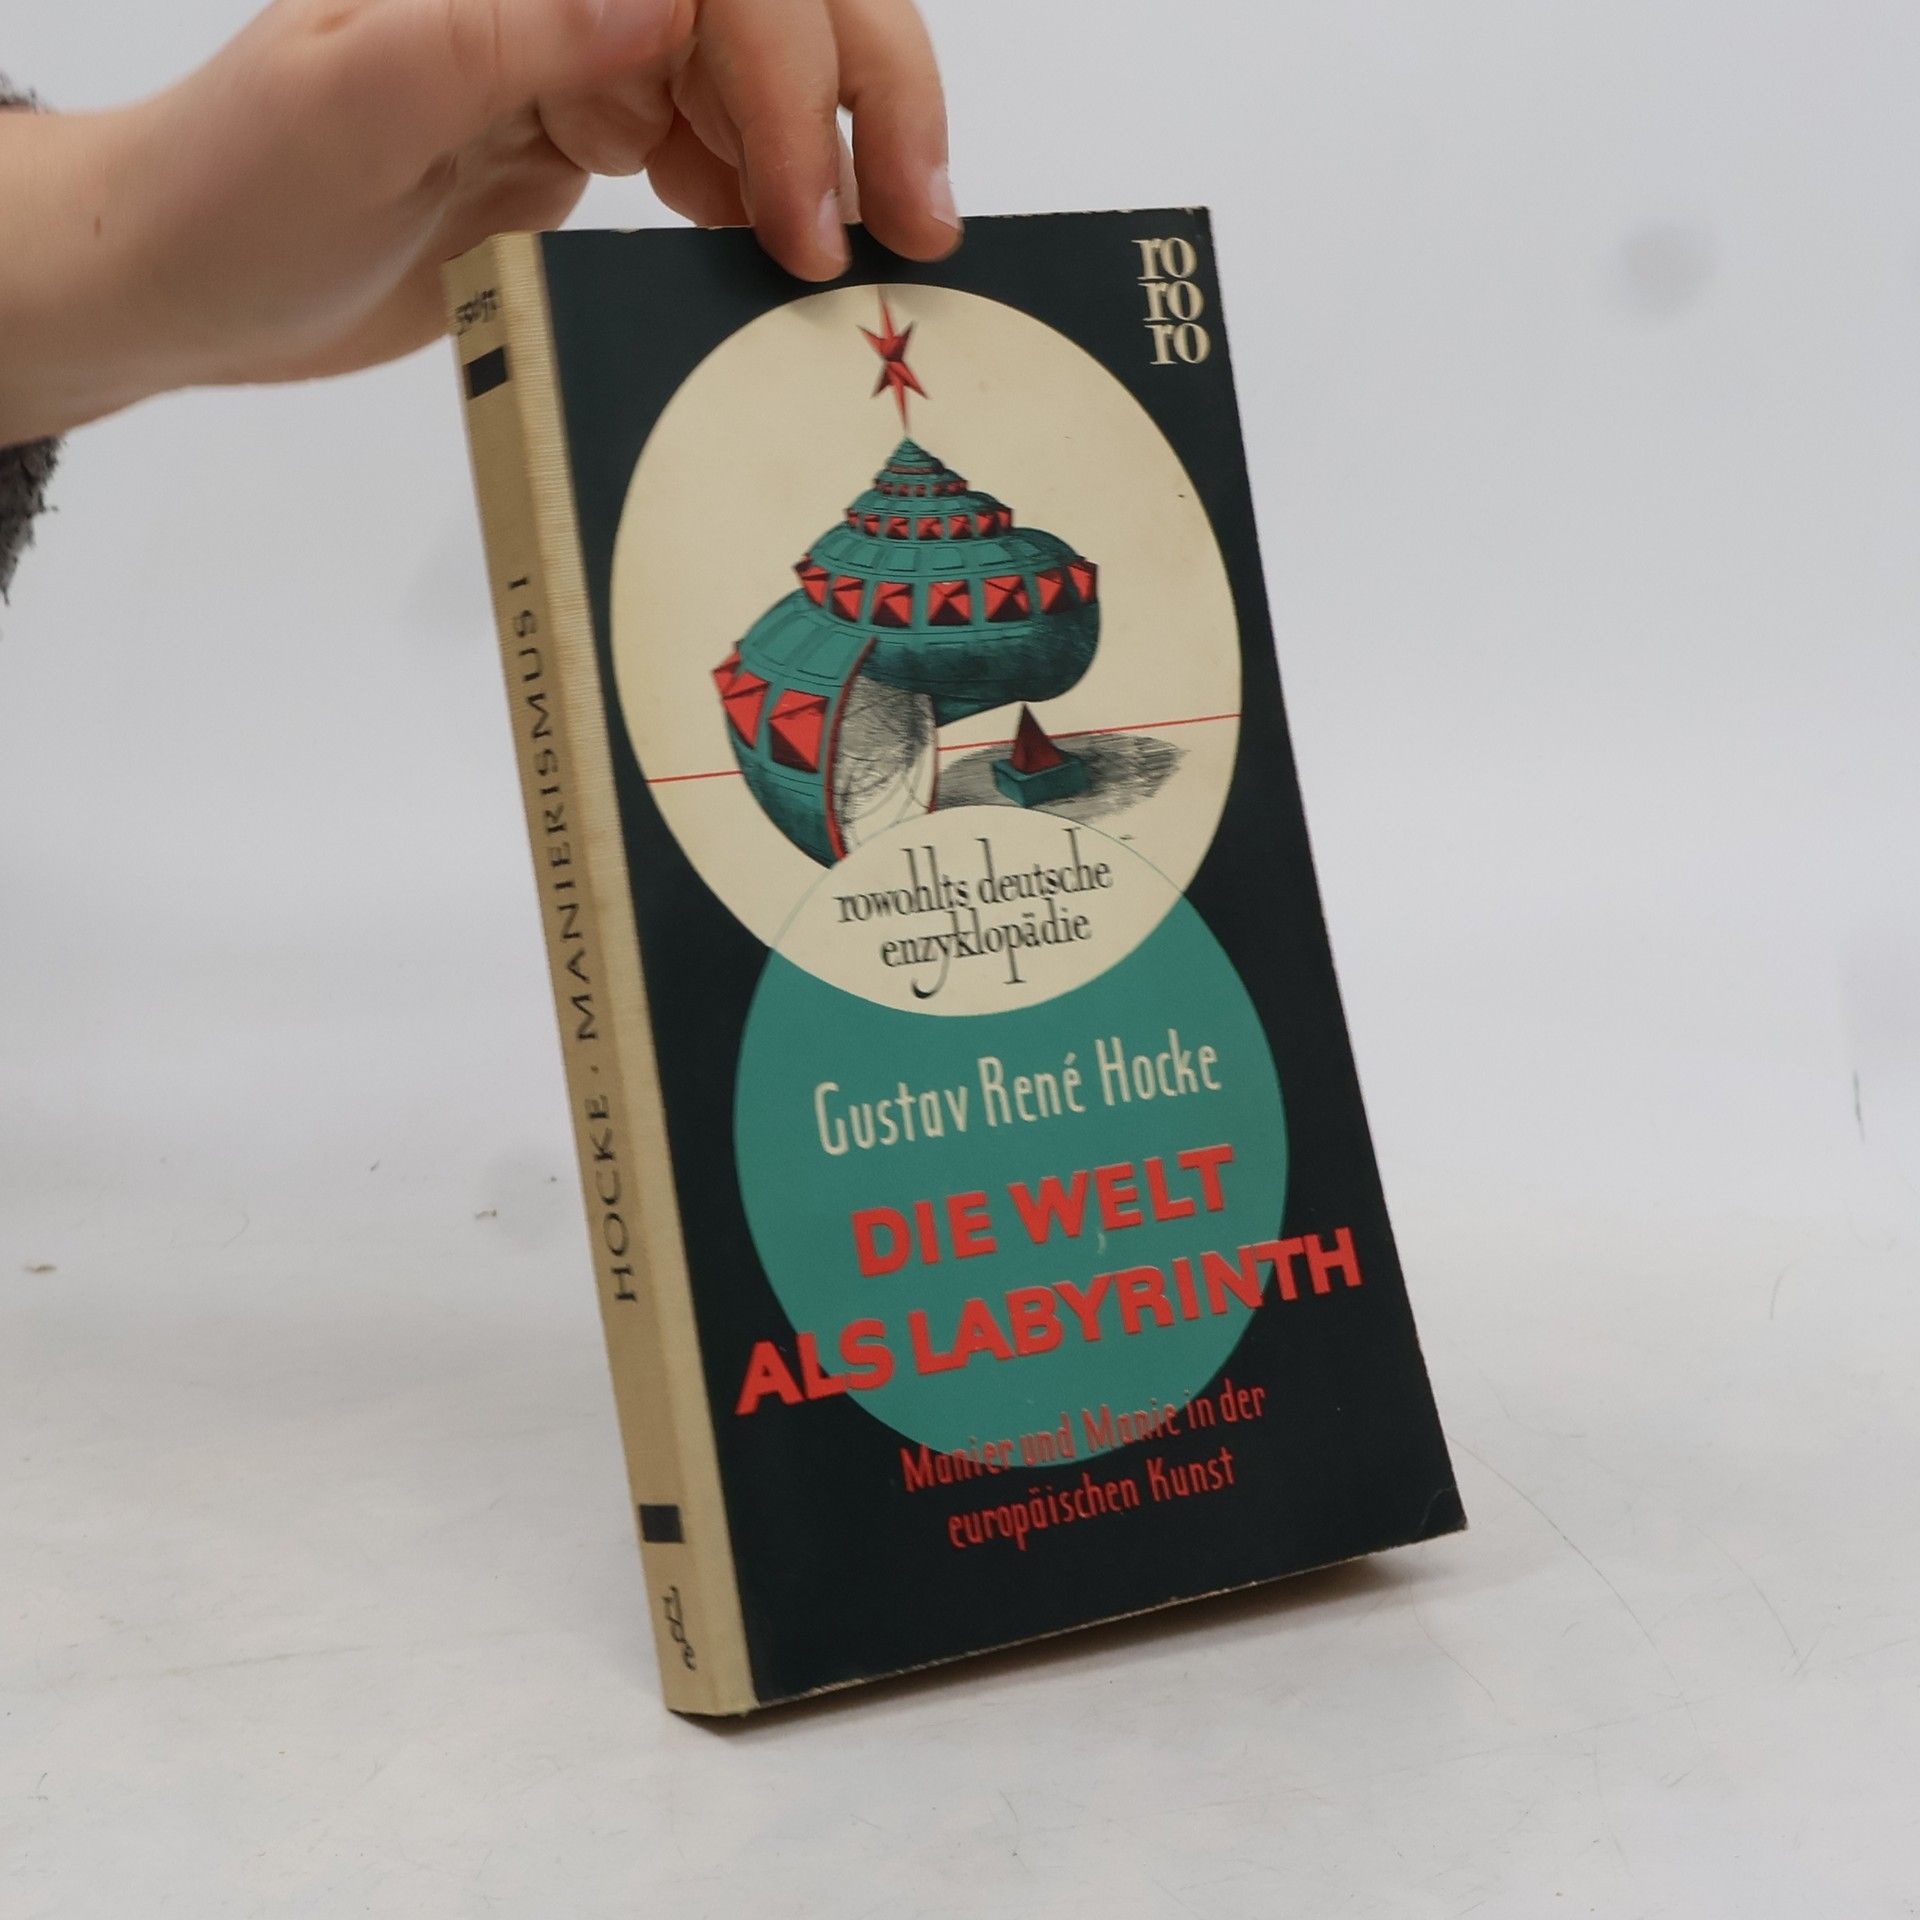 ro
ro
ro
rowohlts deutsche
enzyklopädie
Gustav René Hocke
DIE WELT
ALS LABYRINTH
Manier und Manie in der
europäischen Kunst
HOCKE · MANIERISMUS I